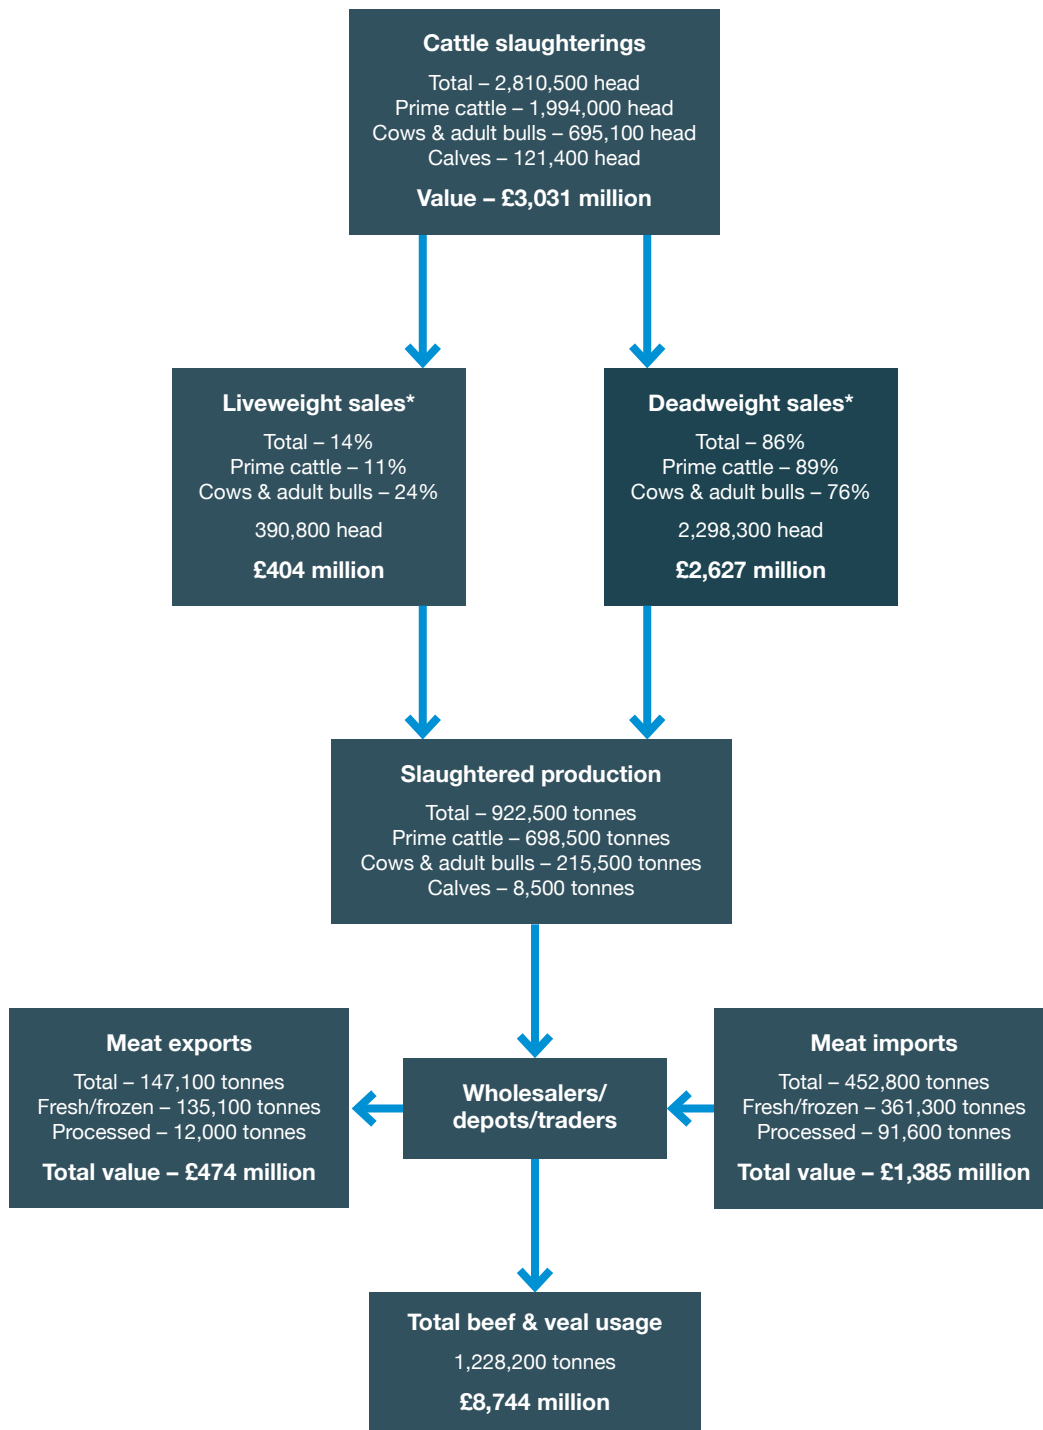 Cattle slaughterings
Total – 2,810,500 head
Prime cattle – 1,994,000 head
Cows & adult bulls – 695,100 head
Calves – 121,400 head
Value – £3,031 million
Liveweight sales*
Total – 14%
Prime cattle – 11%
Cows & adult bulls – 24%
390,800 head
£404 million
Deadweight sales*
Total – 86%
Prime cattle – 89%
Cows & adult bulls – 76%
2,298,300 head
£2,627 million
Slaughtered production
Total – 922,500 tonnes
Prime cattle – 698,500 tonnes
Cows & adult bulls – 215,500 tonnes
Calves – 8,500 tonnes
Meat exports
Total – 147,100 tonnes
Fresh/frozen – 135,100 tonnes
Processed – 12,000 tonnes
Total value – £474 million
Wholesalers/
depots/traders
Meat imports
Total – 452,800 tonnes
Fresh/frozen – 361,300 tonnes
Processed – 91,600 tonnes
Total value – £1,385 million
Total beef & veal usage
1,228,200 tonnes
£8,744 million